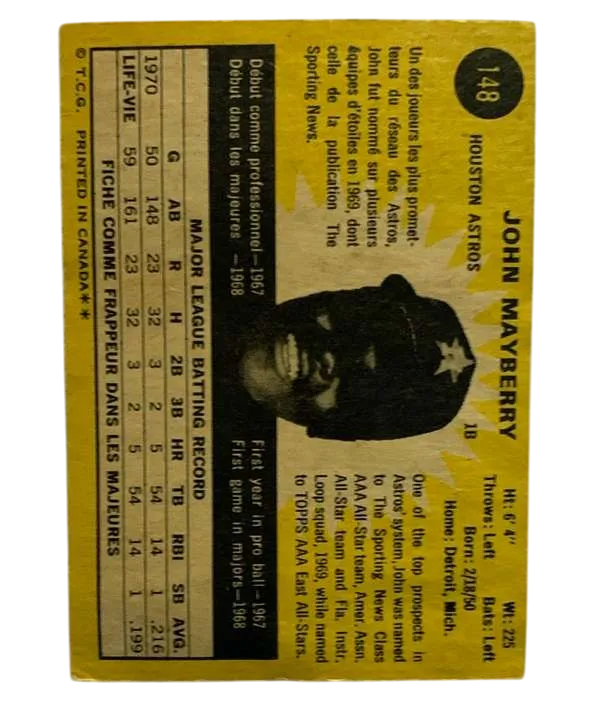 148
JOHN MAYBERRY
HOUSTON ASTROS
1B
Ht: 6' 4" Wt: 225
Throws: Left Bats: Left
Born: 2/18/50
Home: Detroit, Mich.
Un des joueurs les plus promet-
teurs du réseau des Astros,
John fut nommé sur plusieurs
équipes d'étoiles en 1969, dont
celle de la publication The
Sporting News.
One of the top prospects in
Astros' system, John was named
to The Sporting News Class
AAA All-Star team, Amer. Assn.
All-Star team and Fla. Instr.
Loop squad, 1969, while named
to TOPPS AAA East All-Stars.
Début comme professionnel—1967
Début dans les majeures —1968
First year in pro ball—1967
First game in majors—1968
MAJOR LEAGUE BATTING RECORD
G AB R H 2B 3B HR TB RBI SB AVG.
1970 50 148 23 32 3 2 5 54 14 1 .216
LIFE-VIE 59 161 23 32 3 2 5 54 14 1 .199
FICHE COMME FRAPPEUR DANS LES MAJEURES
© T.C.G. PRINTED IN CANADA**